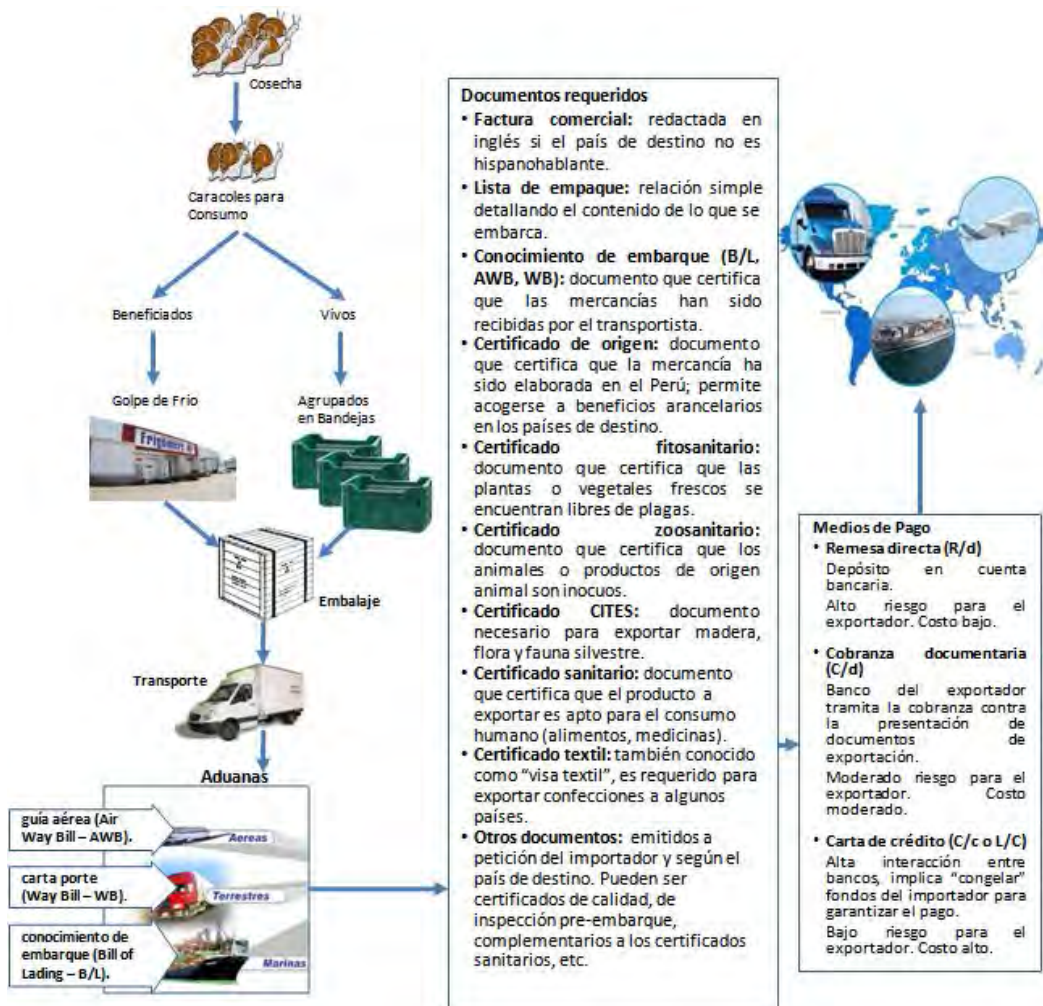 Cosecha
Caracoles para
Consumo
Beneficiados
Vivos
Golpe de Frio
Agrupados
en Bandejas
Embalaje
Transporte
Aduanas
guía aérea (Air
Way Bill – AWB).
Aereas
carta porte
(Way Bill – WB).
Terrestres
conocimiento de
embarque (Bill of
Lading – B/L).
Marinas
Documentos requeridos
• Factura comercial: redactada en
inglés si el país de destino no es
hispanohablante.
• Lista de empaque: relación simple
detallando el contenido de lo que se
embarca.
• Conocimiento de embarque (B/L,
AWB, WB): documento que certifica
que las mercancías han sido
recibidas por el transportista.
• Certificado de origen: documento
que certifica que la mercancía ha
sido elaborada en el Perú; permite
acogerse a beneficios arancelarios
en los países de destino.
• Certificado fitosanitario:
documento que certifica que las
plantas o vegetales frescos se
encuentran libres de plagas.
• Certificado zoosanitario:
documento que certifica que los
animales o productos de origen
animal son inocuos.
• Certificado CITES: documento
necesario para exportar madera,
flora y fauna silvestre.
• Certificado sanitario: documento
que certifica que el producto a
exportar es apto para el consumo
humano (alimentos, medicinas).
• Certificado textil: también conocido
como “visa textil”, es requerido para
exportar confecciones a algunos
países.
• Otros documentos: emitidos a
petición del importador y según el
país de destino. Pueden ser
certificados de calidad, de
inspección pre-embarque,
complementarios a los certificados
sanitarios, etc.
Medios de Pago
• Remesa directa (R/d)
Depósito en cuenta
bancaria.
Alto riesgo para el
exportador. Costo bajo.
• Cobranza documentaria
(C/d)
Banco del exportador
tramita la cobranza contra
la presentación de
documentos de
exportación.
Moderado riesgo para el
exportador. Costo
moderado.
• Carta de crédito (C/c o L/C)
Alta interacción entre
bancos, implica “congelar”
fondos del importador para
garantizar el pago.
Bajo riesgo para el
exportador. Costo alto.